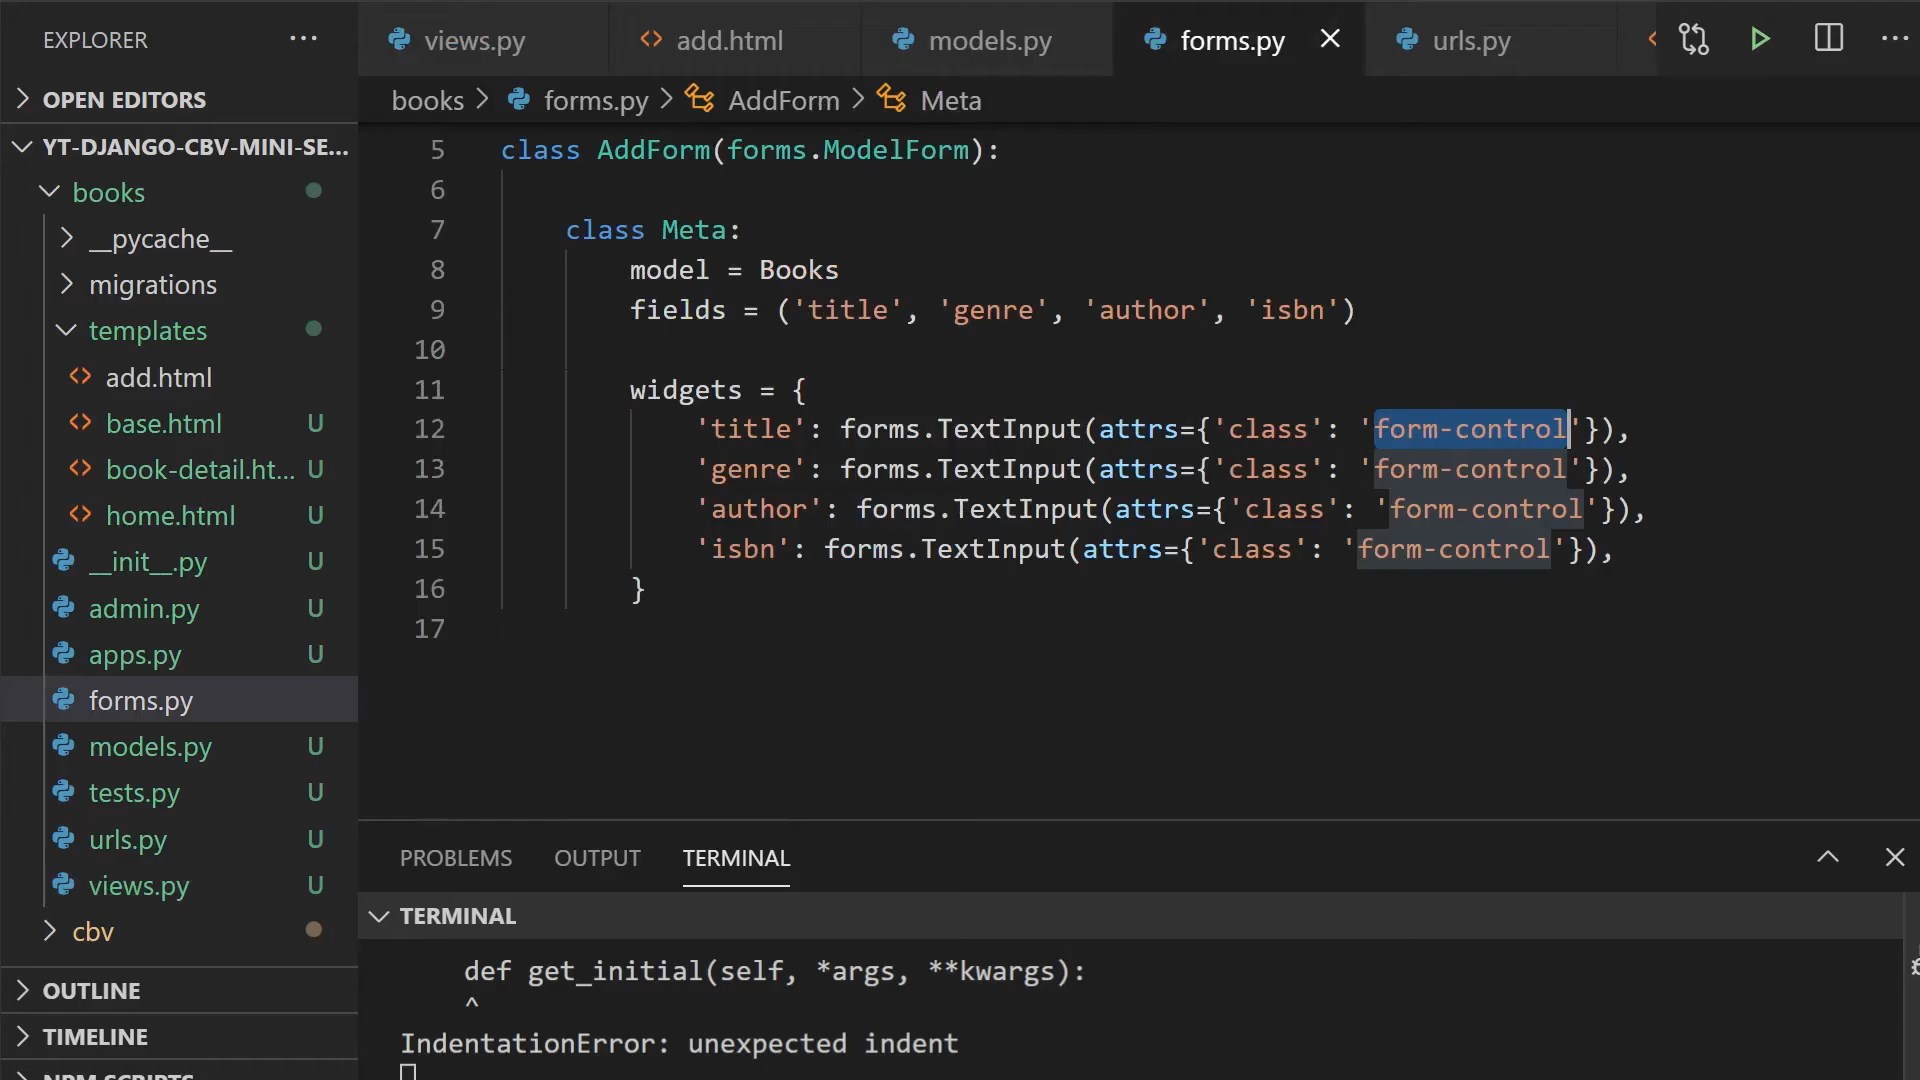 EXPLORER ···
OPEN EDITORS
YT-DJANGO-CBV-MINI-SE...
books
__pycache__
migrations
templates
add.html
base.html U
book-detail.ht... U
home.html U
__init__.py U
admin.py U
apps.py U
forms.py
models.py U
tests.py U
urls.py U
views.py U
cbv
OUTLINE
TIMELINE
NPM SCRIPTS
views.py add.html models.py forms.py urls.py
books > forms.py > AddForm > Meta
5 class AddForm(forms.ModelForm):
6
7 class Meta:
8 model = Books
9 fields = ('title', 'genre', 'author', 'isbn')
10
11 widgets = {
12 'title': forms.TextInput(attrs={'class': 'form-control'}),
13 'genre': forms.TextInput(attrs={'class': 'form-control'}),
14 'author': forms.TextInput(attrs={'class': 'form-control'}),
15 'isbn': forms.TextInput(attrs={'class': 'form-control'}),
16 }
17
PROBLEMS OUTPUT TERMINAL
TERMINAL
def get_initial(self, *args, **kwargs):
^
IndentationError: unexpected indent